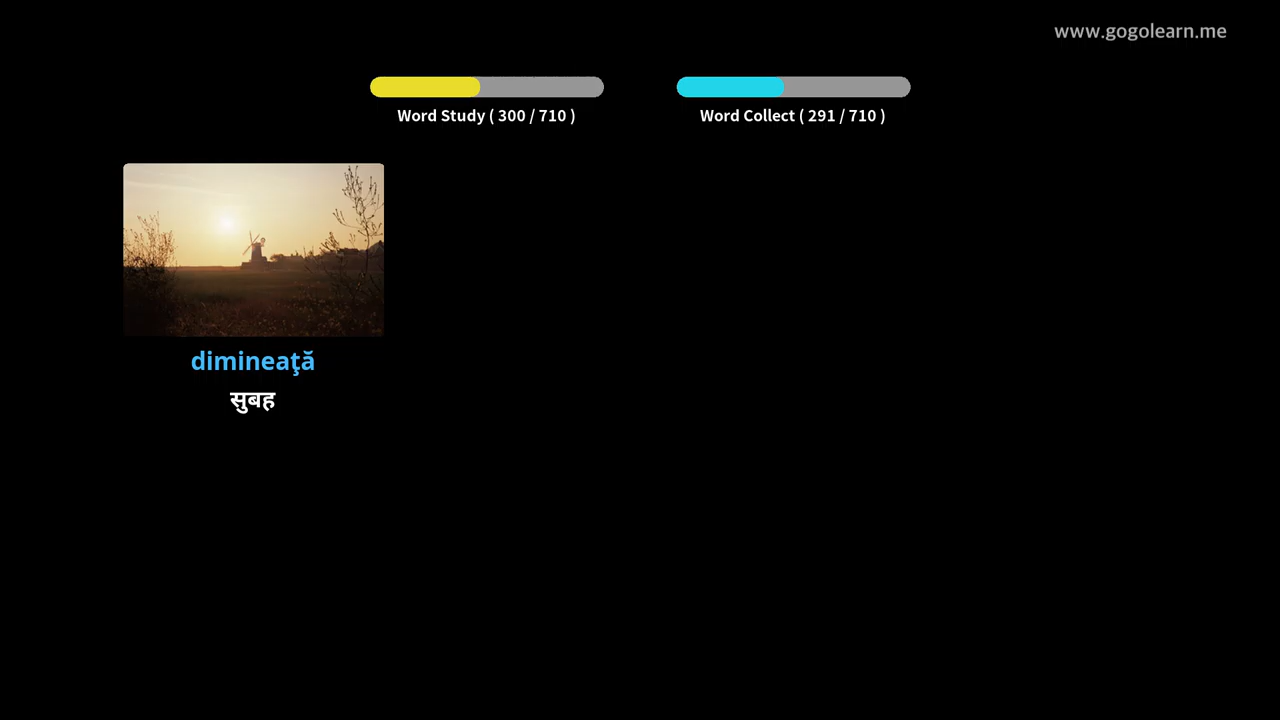 www.gogolearn.me
Word Study ( 300 / 710 )
Word Collect ( 291 / 710 )
dimineaţă
सुबह